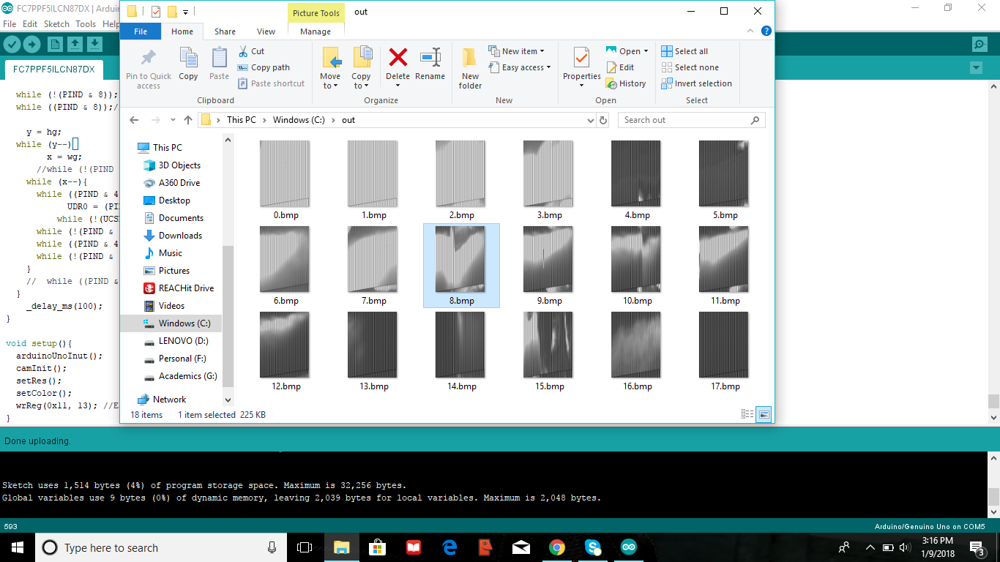 FC7PPF5ILCN87DX | Arduin
File Edit Sketch Tools Help
FC7PPF5ILCN87DX
while (!(PIND & 8));
while ((PIND & 8));/
y = hg;
while (y--)
x = wg;
//while (!(PIND
while (x--){
while ((PIND & 4
UDR0 = (PI
while (!(UCS
while (!(PIND &
while ((PIND & 4
while (!(PIND &
}
// while ((PIND &
}
_delay_ms(100);
}
void setup(){
arduinoUnoInut();
camInit();
setRes();
setColor();
wrReg(0x11, 13); //E
}
Picture Tools
out
File Home Share View Manage
Pin to Quick access
Copy
Paste
Cut
Copy path
Paste shortcut
Clipboard
Move to
Copy to
Delete
Rename
Organize
New folder
New item
Easy access
New
Properties
Open
Edit
History
Open
Select all
Select none
Invert selection
Select
This PC > Windows (C:) > out
Search out
This PC
3D Objects
A360 Drive
Desktop
Documents
Downloads
Music
Pictures
REACHit Drive
Videos
Windows (C:)
LENOVO (D:)
Personal (F:)
Academics (G:)
Network
0.bmp 1.bmp 2.bmp 3.bmp 4.bmp 5.bmp
6.bmp 7.bmp 8.bmp 9.bmp 10.bmp 11.bmp
12.bmp 13.bmp 14.bmp 15.bmp 16.bmp 17.bmp
18 items 1 item selected 225 KB
Done uploading.
Sketch uses 1,514 bytes (4%) of program storage space. Maximum is 32,256 bytes.
Global variables use 9 bytes (0%) of dynamic memory, leaving 2,039 bytes for local variables. Maximum is 2,048 bytes.
593
Arduino/Genuino Uno on COM5
Type here to search
3:16 PM
1/9/2018
3